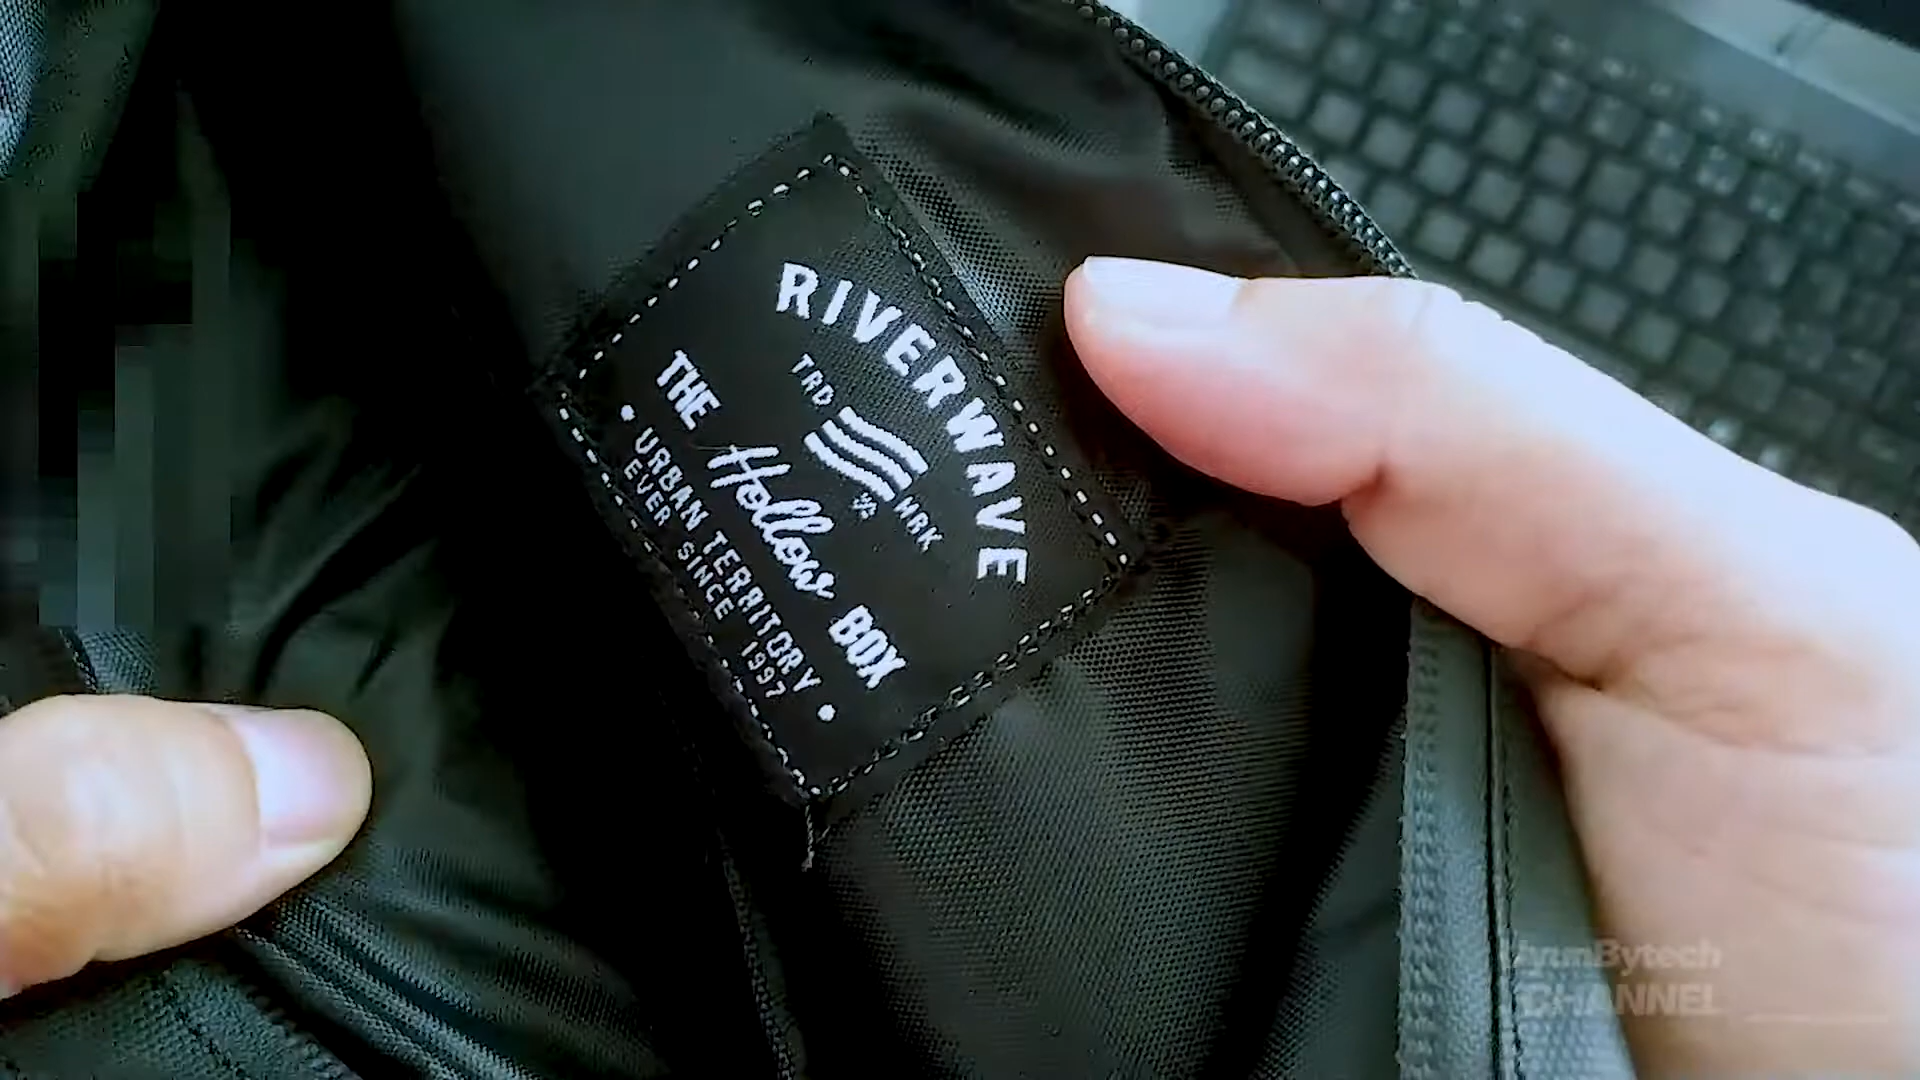 RIVERWAVE
TRD MRK
THE Hollow BOX
• URBAN TERRITORY •
EVER SINCE 1997
CHANNEL